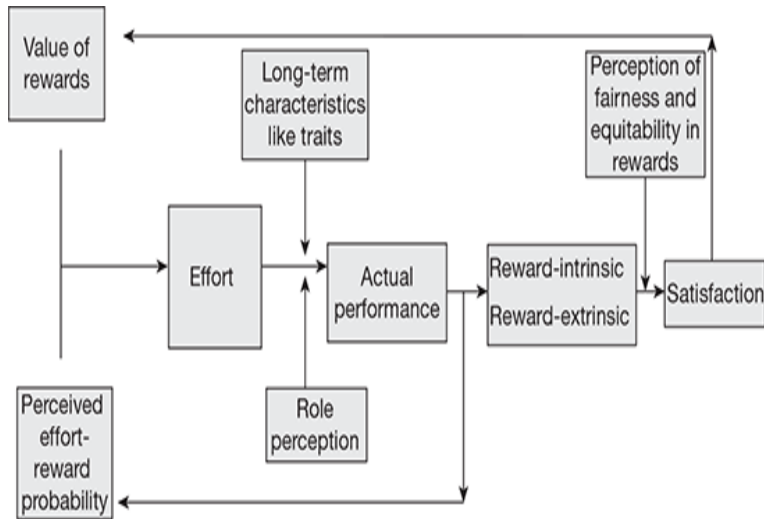 Value of
rewards
Long-term
characteristics
like traits
Perception of
fairness and
equitability in
rewards
Effort
Actual
performance
Reward-intrinsic
Reward-extrinsic
Satisfaction
Perceived
effort-
reward
probability
Role
perception